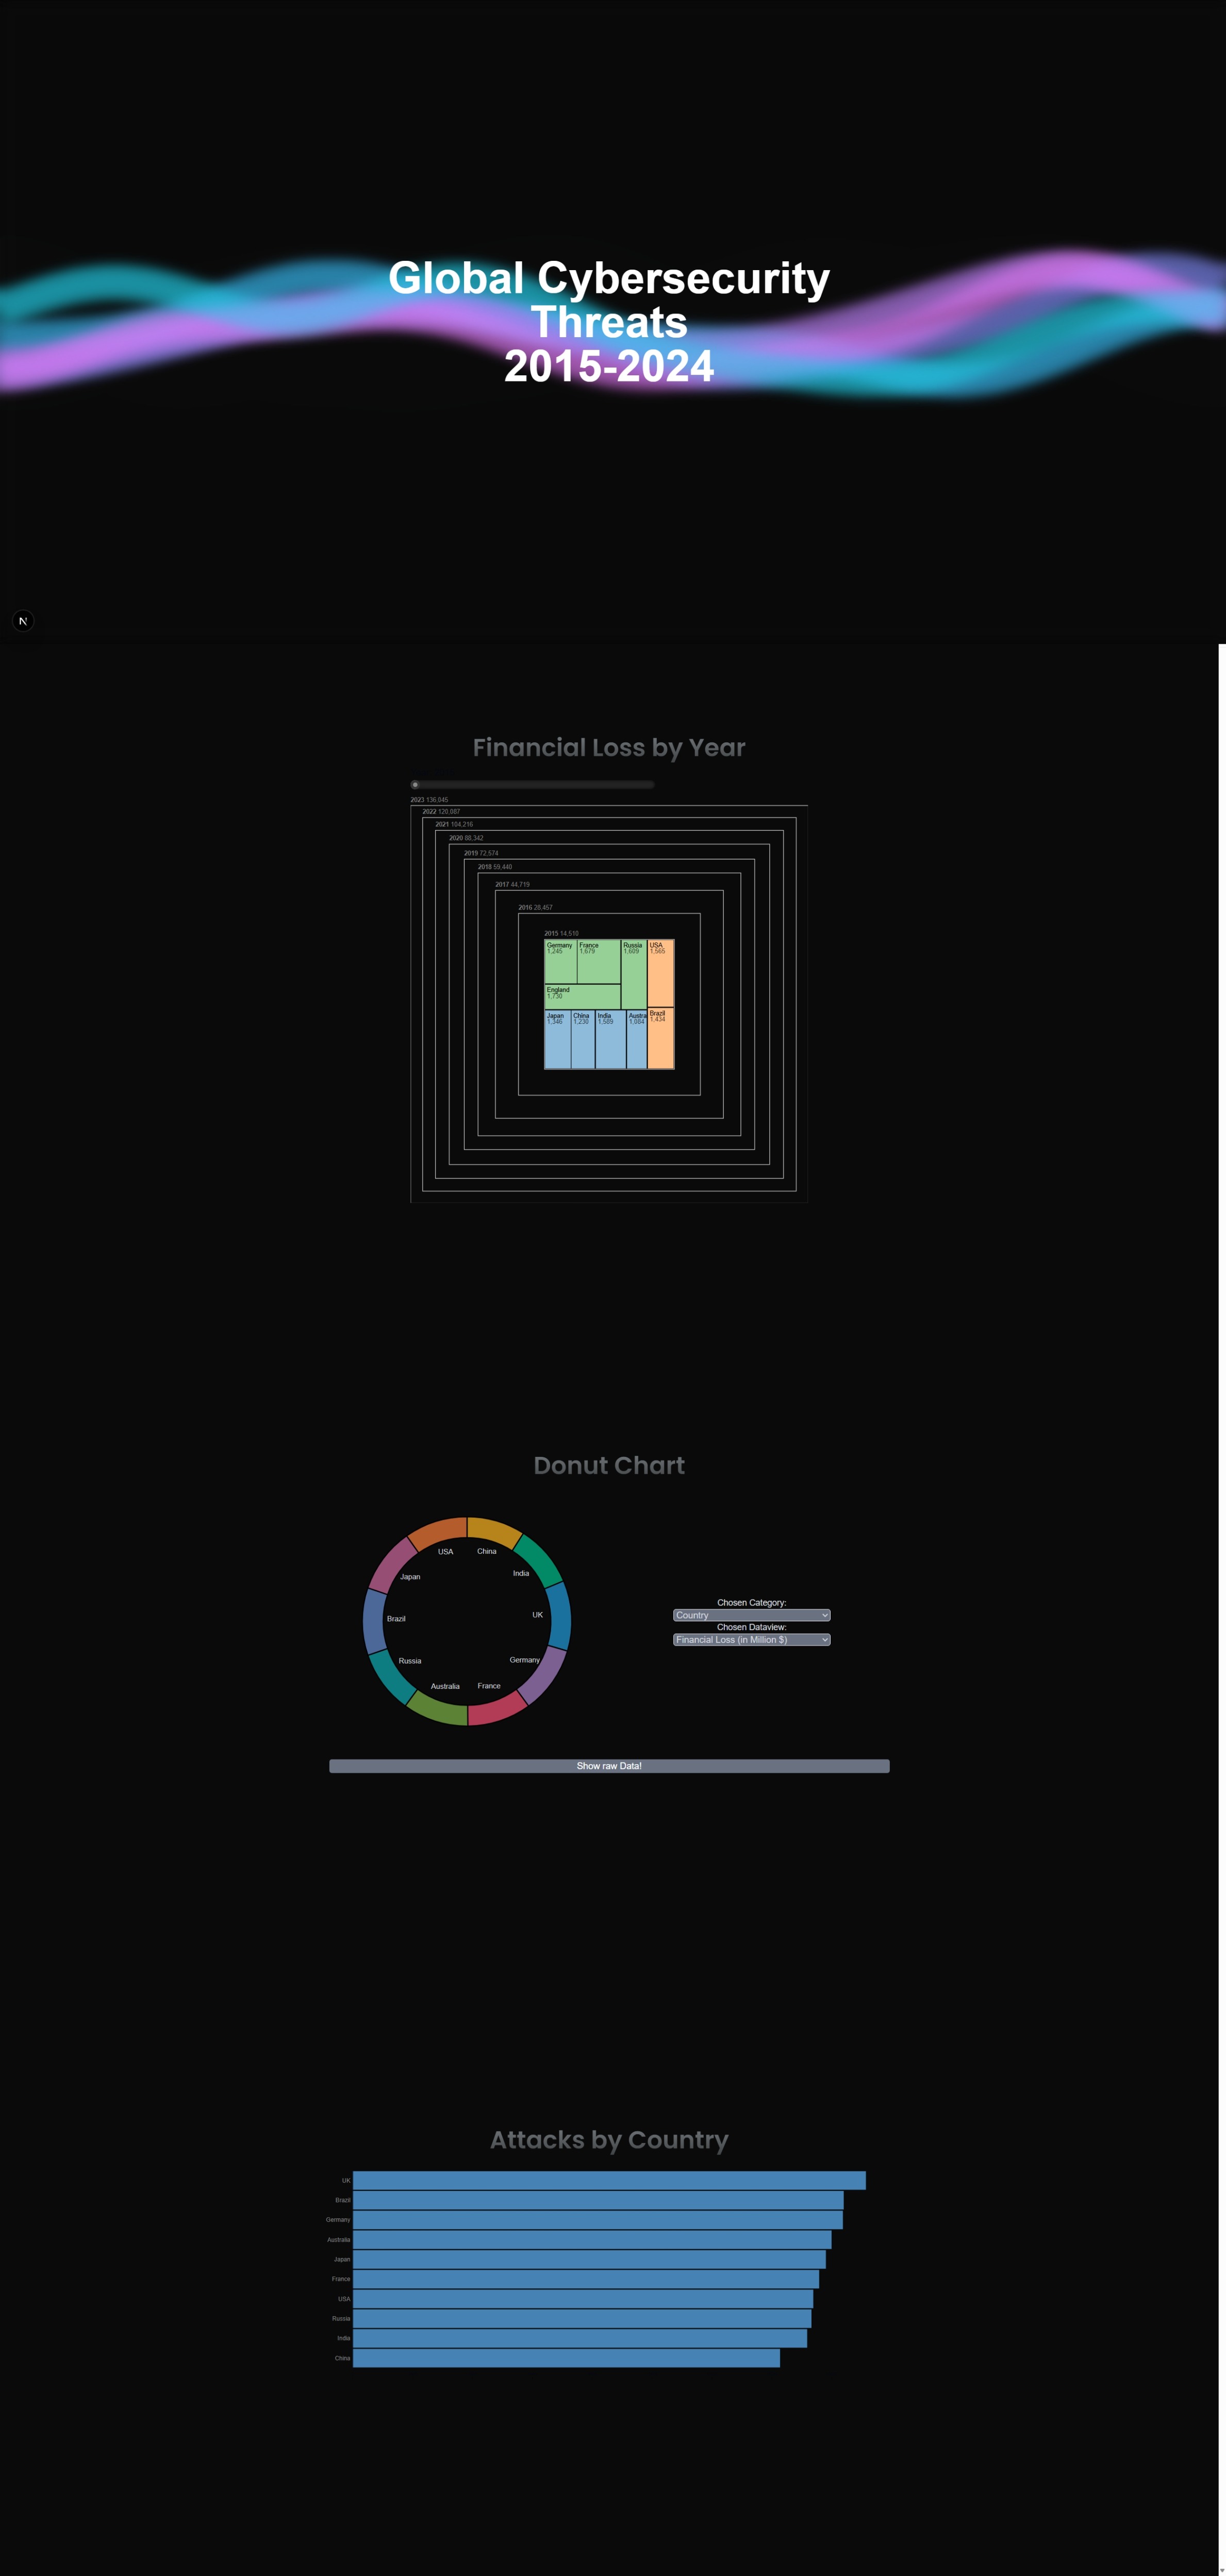 Global Cybersecurity
Threats
2015-2024
N
Financial Loss by Year
2023 136,045
2022 120,087
2021 104,216
2020 88,342
2019 72,574
2018 59,440
2017 44,719
2016 28,457
2015 14,510
Germany
1,245
France
1,679
Russia
1,609
USA
1,565
England
1,730
Japan
1,346
China
1,230
India
1,589
Austra
1,084
Brazil
1,434
Donut Chart
USA
China
Japan
India
Brazil
UK
Russia
Germany
Australia
France
Chosen Category:
Country
Chosen Dataview:
Financial Loss (in Million $)
Show raw Data!
Attacks by Country
UK
Brazil
Germany
Australia
Japan
France
USA
Russia
India
China